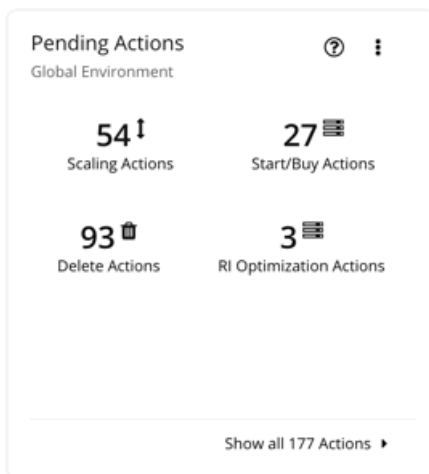 Pending Actions
Global Environment
54
Scaling Actions
27
Start/Buy Actions
93
Delete Actions
3
RI Optimization Actions
Show all 177 Actions